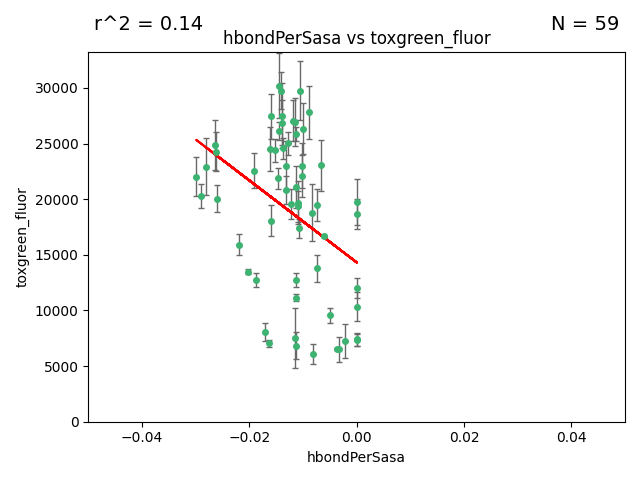 r^2 = 0.14
N = 59
hbondPerSasa vs toxgreen_fluor
30000
25000
20000
15000
10000
5000
0
toxgreen_fluor
−0.04
−0.02
0.00
0.02
0.04
hbondPerSasa